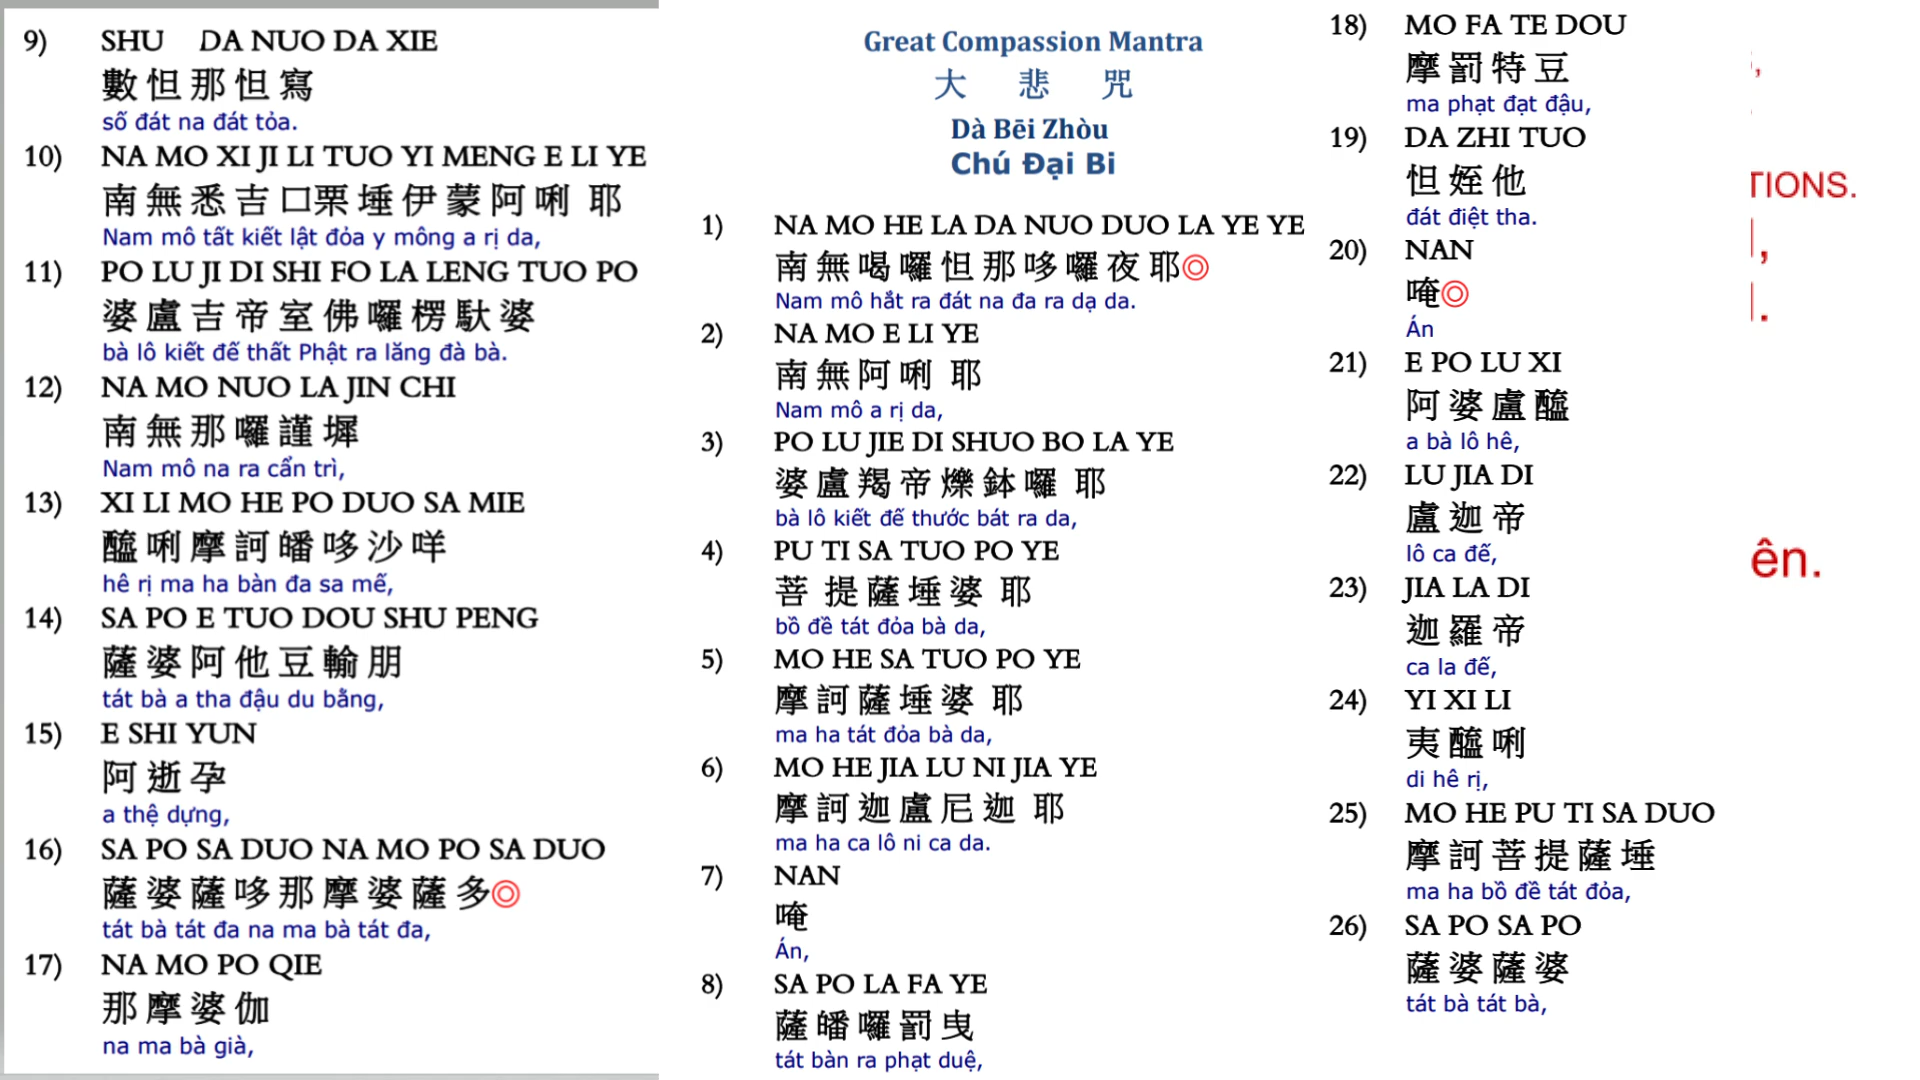 9) SHU DA NUO DA XIE
數 怛 那 怛 寫
số đát na đát tỏa.
10) NA MO XI JI LI TUO YI MENG E LI YE
南 無 悉 吉 口栗 埵 伊 蒙 阿 唎 耶
Nam mô tất kiết lật đỏa y mông a rị da,
11) PO LU JI DI SHI FO LA LENG TUO PO
婆 盧 吉 帝 室 佛 囉 楞 馱 婆
bà lô kiết đế thất Phật ra lăng đà bà.
12) NA MO NUO LA JIN CHI
南 無 那 囉 謹 墀
Nam mô na ra cẩn trì,
13) XI LI MO HE PO DUO SA MIE
醯 唎 摩 訶 皤 哆 沙 咩
hê rị ma ha bàn đa sa mế,
14) SA PO E TUO DOU SHU PENG
薩 婆 阿 他 豆 輸 朋
tát bà a tha đậu du bằng,
15) E SHI YUN
阿 逝 孕
a thệ dựng,
16) SA PO SA DUO NA MO PO SA DUO
薩 婆 薩 哆 那 摩 婆 薩 多◎
tát bà tát đa na ma bà tát đa,
17) NA MO PO QIE
那 摩 婆 伽
na ma bà già,
Great Compassion Mantra
大 悲 咒
Dà Bēi Zhòu
Chú Đại Bi
1) NA MO HE LA DA NUO DUO LA YE YE
南 無 喝 囉 怛 那 哆 囉 夜 耶◎
Nam mô hắt ra đát na đa ra dạ da.
2) NA MO E LI YE
南 無 阿 唎 耶
Nam mô a rị da,
3) PO LU JIE DI SHUO BO LA YE
婆 盧 羯 帝 爍 鉢 囉 耶
bà lô kiết đế thước bát ra da,
4) PU TI SA TUO PO YE
菩 提 薩 埵 婆 耶
bồ đề tát đỏa bà da,
5) MO HE SA TUO PO YE
摩 訶 薩 埵 婆 耶
ma ha tát đỏa bà da,
6) MO HE JIA LU NI JIA YE
摩 訶 迦 盧 尼 迦 耶
ma ha ca lô ni ca da.
7) NAN
唵
Án,
8) SA PO LA FA YE
薩 皤 囉 罰 曳
tát bàn ra phạt duệ,
18) MO FA TE DOU
摩 罰 特 豆
ma phạt đạt đậu,
19) DA ZHI TUO
怛 姪 他
đát điệt tha.
20) NAN
唵◎
Án
21) E PO LU XI
阿 婆 盧 醯
a bà lô hê,
22) LU JIA DI
盧 迦 帝
lô ca đế,
23) JIA LA DI
迦 羅 帝
ca la đế,
24) YI XI LI
夷 醯 唎
di hê rị,
25) MO HE PU TI SA DUO
摩 訶 菩 提 薩 埵
ma ha bồ đề tát đỏa,
26) SA PO SA PO
薩 婆 薩 婆
tát bà tát bà,
TIONS.
ên.